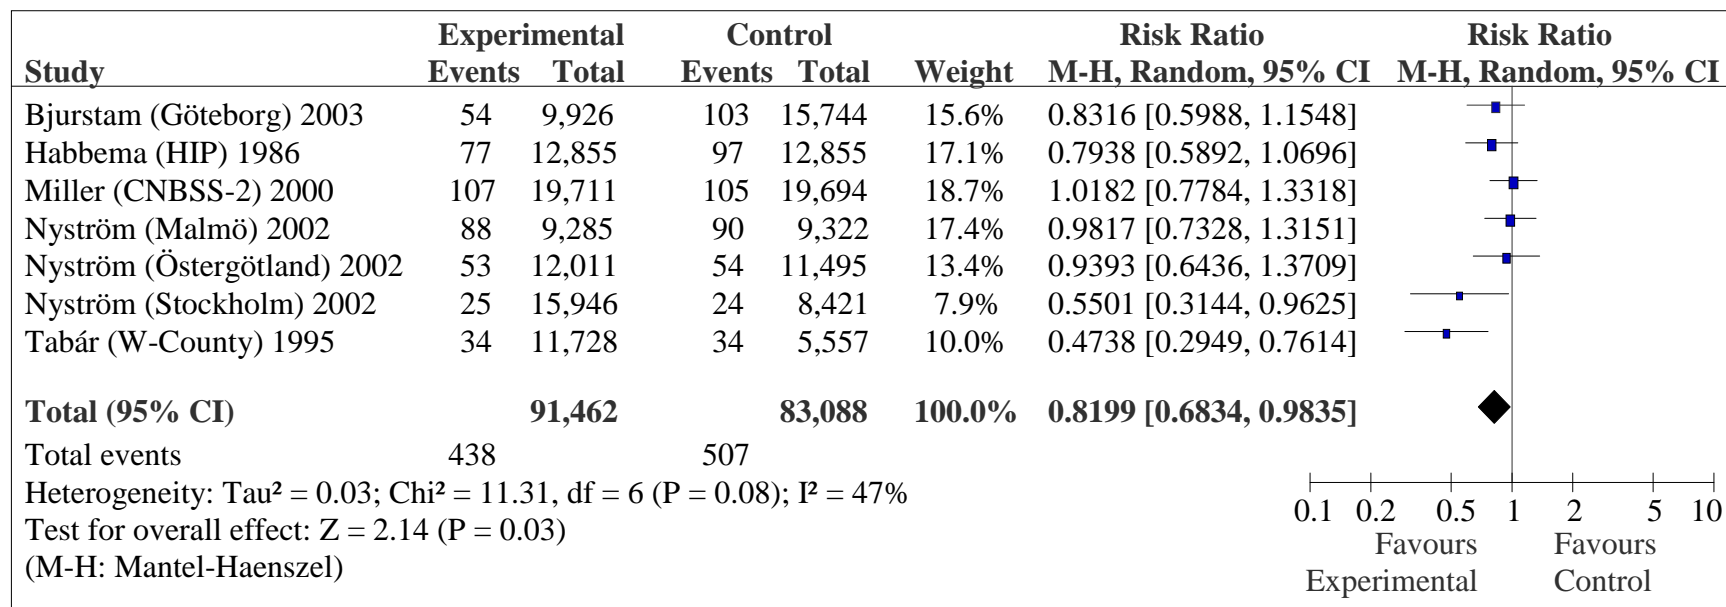 Experimental Control Risk Ratio Risk Ratio
Study Events Total Events Total Weight M-H, Random, 95% CI M-H, Random, 95% CI
Bjurstam (Göteborg) 2003 54 9,926 103 15,744 15.6% 0.8316 [0.5988, 1.1548]
Habbema (HIP) 1986 77 12,855 97 12,855 17.1% 0.7938 [0.5892, 1.0696]
Miller (CNBSS-2) 2000 107 19,711 105 19,694 18.7% 1.0182 [0.7784, 1.3318]
Nyström (Malmö) 2002 88 9,285 90 9,322 17.4% 0.9817 [0.7328, 1.3151]
Nyström (Östergötland) 2002 53 12,011 54 11,495 13.4% 0.9393 [0.6436, 1.3709]
Nyström (Stockholm) 2002 25 15,946 24 8,421 7.9% 0.5501 [0.3144, 0.9625]
Tabár (W-County) 1995 34 11,728 34 5,557 10.0% 0.4738 [0.2949, 0.7614]
Total (95% CI) 91,462 83,088 100.0% 0.8199 [0.6834, 0.9835]
Total events 438 507
Heterogeneity: Tau² = 0.03; Chi² = 11.31, df = 6 (P = 0.08); I² = 47%
Test for overall effect: Z = 2.14 (P = 0.03)
(M-H: Mantel-Haenszel)
0.1 0.2 0.5 1 2 5 10
Favours Favours
Experimental Control